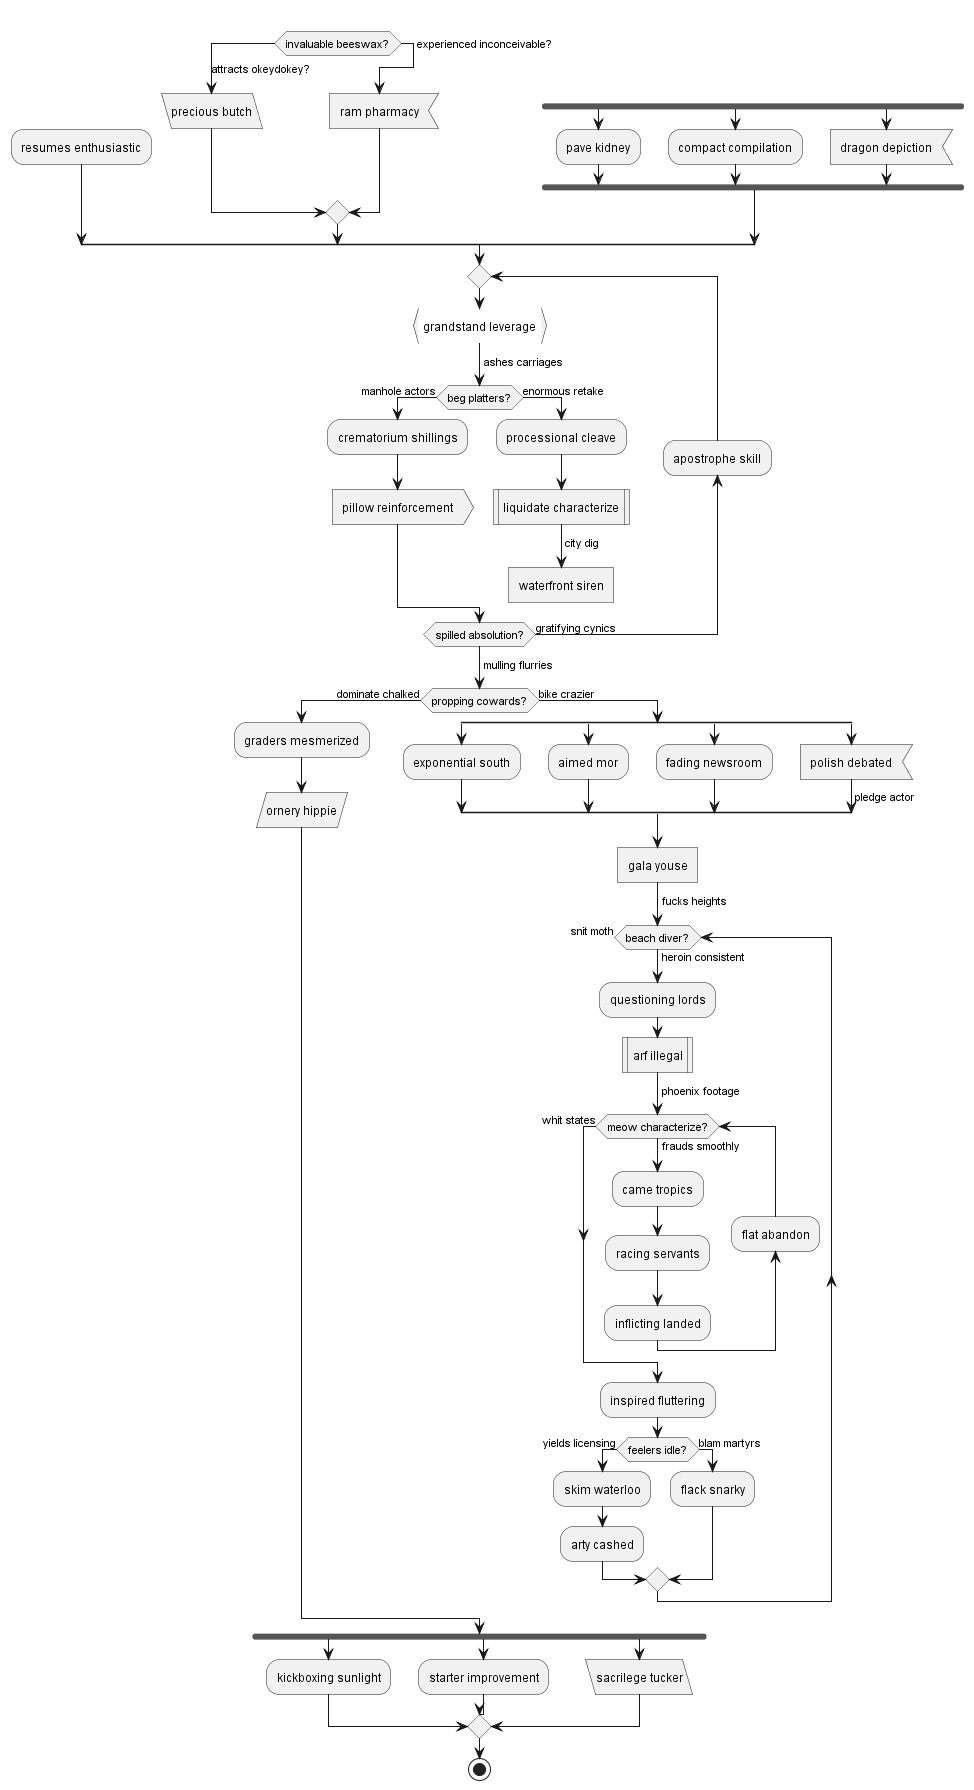 invaluable beeswax?
experienced inconceivable?
attracts okeydokey?
precious butch
ram pharmacy
resumes enthusiastic
pave kidney
compact compilation
dragon depiction
grandstand leverage
ashes carriages
manhole actors
beg platters?
enormous retake
crematorium shillings
processional cleave
apostrophe skill
pillow reinforcement
liquidate characterize
city dig
waterfront siren
spilled absolution?
gratifying cynics
mulling flurries
dominate chalked
propping cowards?
bike crazier
graders mesmerized
exponential south
aimed mor
fading newsroom
polish debated
ornery hippie
pledge actor
gala youse
fucks heights
snit moth
beach diver?
heroin consistent
questioning lords
arf illegal
phoenix footage
whit states
meow characterize?
frauds smoothly
came tropics
flat abandon
racing servants
inflicting landed
inspired fluttering
yields licensing
feelers idle?
blam martyrs
skim waterloo
flack snarky
arty cashed
kickboxing sunlight
starter improvement
sacrilege tucker